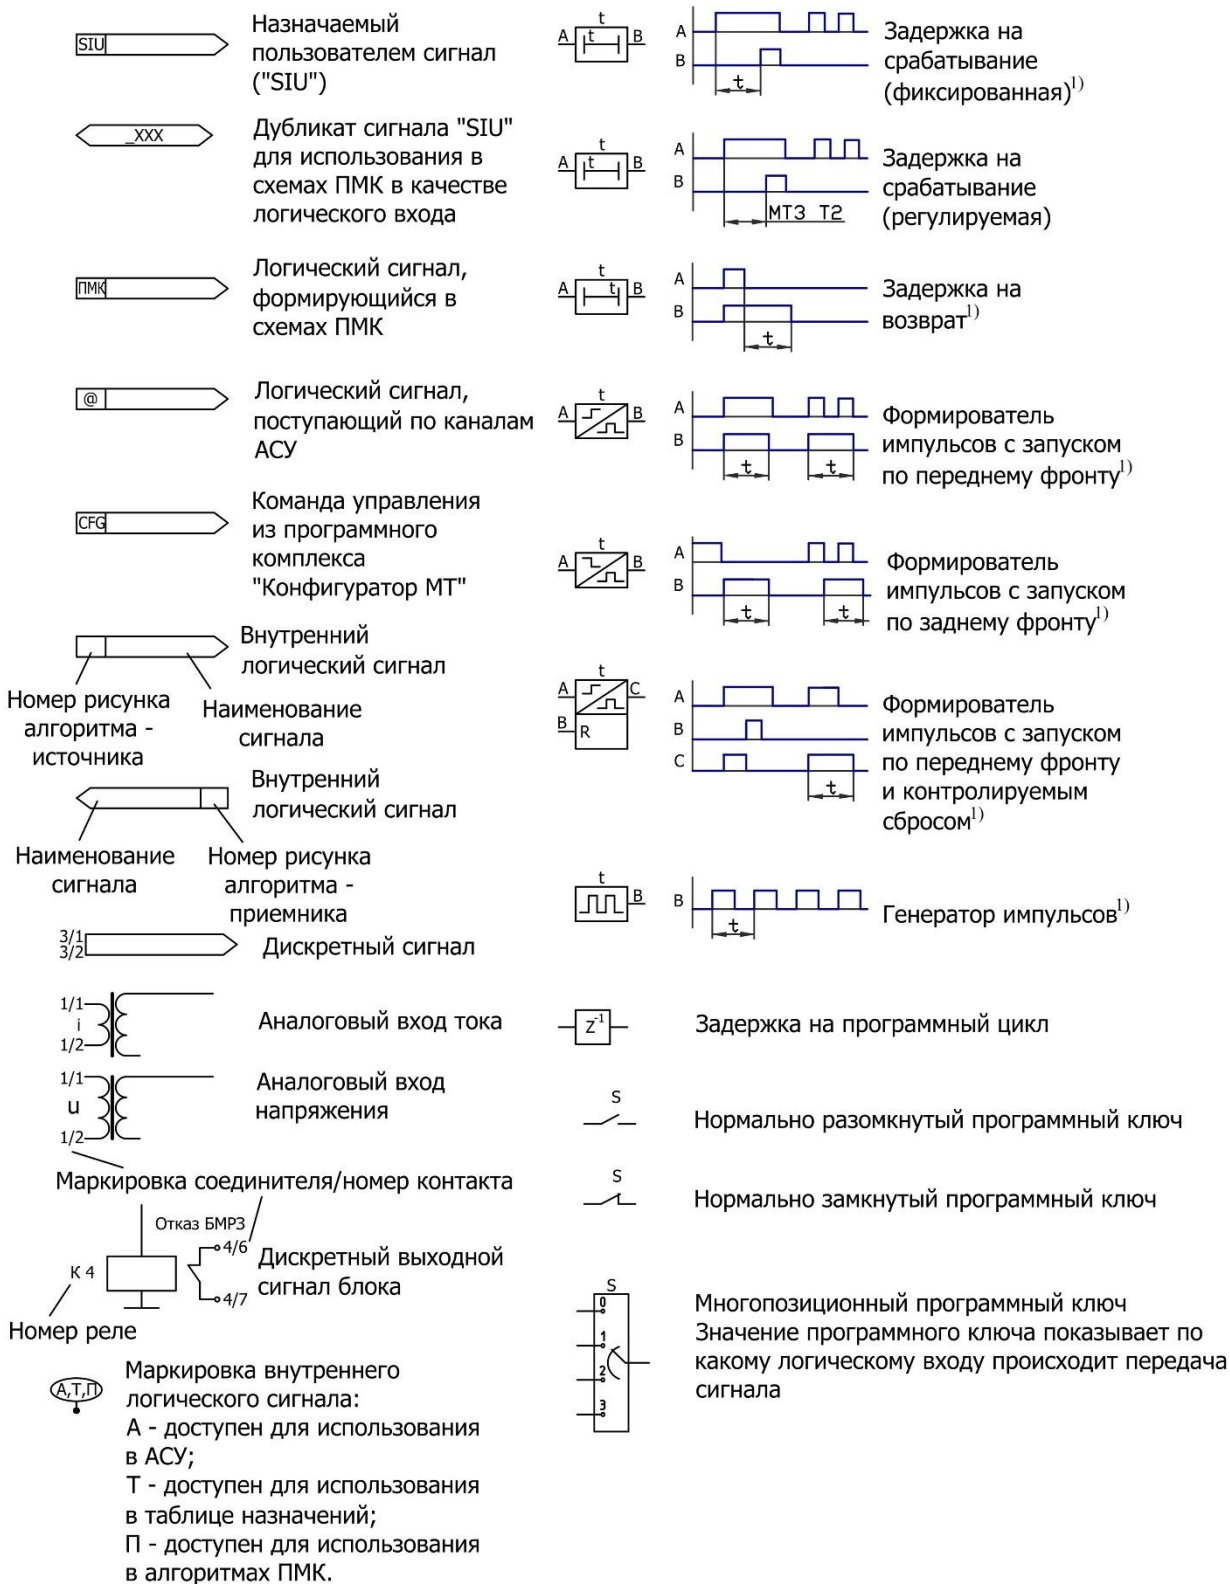 SIU
Назначаемый
пользователем сигнал
("SIU")
_XXX
Дубликат сигнала "SIU"
для использования в
схемах ПМК в качестве
логического входа
ПМК
Логический сигнал,
формирующийся в
схемах ПМК
@
Логический сигнал,
поступающий по каналам
АСУ
CFG
Команда управления
из программного
комплекса
"Конфигуратор МТ"
Внутренний
логический сигнал
Номер рисунка
алгоритма -
источника
Наименование
сигнала
Внутренний
логический сигнал
Наименование
сигнала
Номер рисунка
алгоритма -
приемника
3/1
3/2
Дискретный сигнал
1/1
i
1/2
Аналоговый вход тока
1/1
u
1/2
Аналоговый вход
напряжения
Маркировка соединителя/номер контакта
Отказ БМРЗ
К 4
4/6
4/7
Дискретный выходной
сигнал блока
Номер реле
А,Т,П
Маркировка внутреннего
логического сигнала:
А - доступен для использования
в АСУ;
Т - доступен для использования
в таблице назначений;
П - доступен для использования
в алгоритмах ПМК.
t
A t B
A
B
t
Задержка на
срабатывание
(фиксированная)1)
t
A t B
A
B
МТЗ Т2
Задержка на
срабатывание
(регулируемая)
t
A t B
A
B
t
Задержка на
возврат1)
t
A B
A
B
t t
Формирователь
импульсов с запуском
по переднему фронту1)
t
A B
A
B
t t
Формирователь
импульсов с запуском
по заднему фронту1)
t
A C
B R
A
B
C
t
Формирователь
импульсов с запуском
по переднему фронту
и контролируемым
сбросом1)
t
B
B
t
Генератор импульсов1)
Z-1
Задержка на программный цикл
S
Нормально разомкнутый программный ключ
S
Нормально замкнутый программный ключ
S
0
1
2
3
Многопозиционный программный ключ
Значение программного ключа показывает по
какому логическому входу происходит передача
сигнала